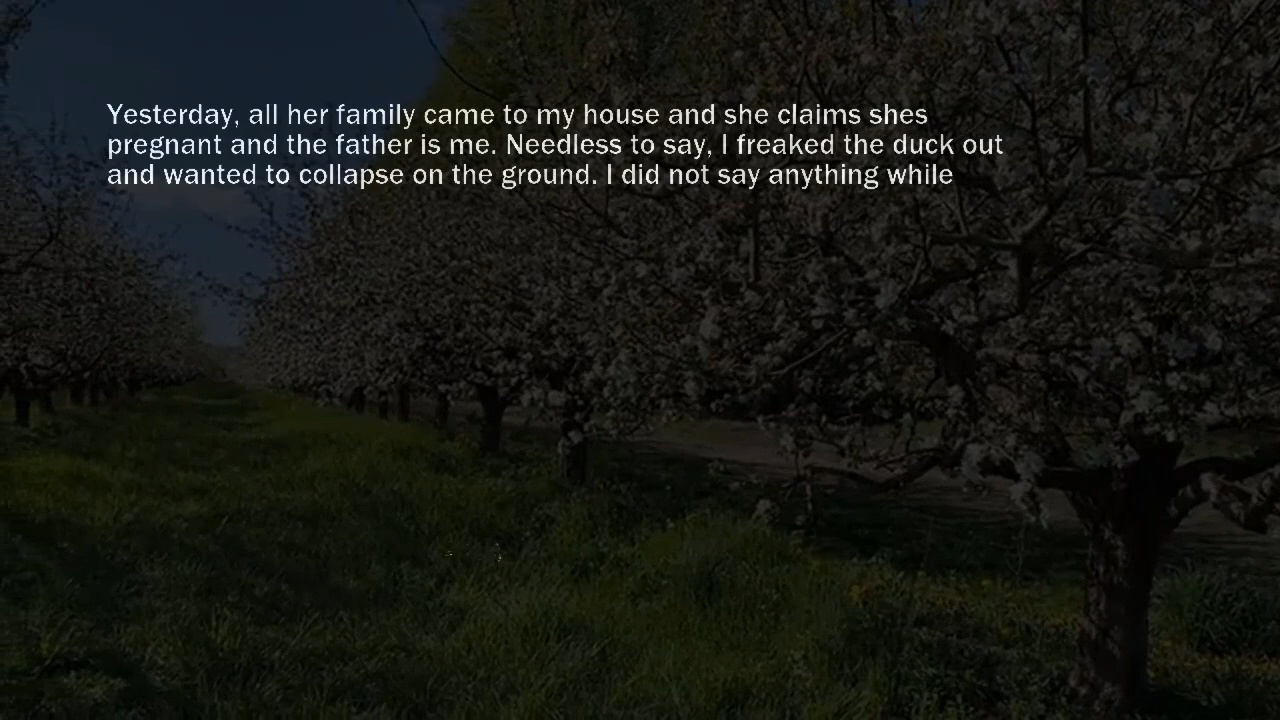 Yesterday, all her family came to my house and she claims shes
pregnant and the father is me. Needless to say, I freaked the duck out
and wanted to collapse on the ground. I did not say anything while